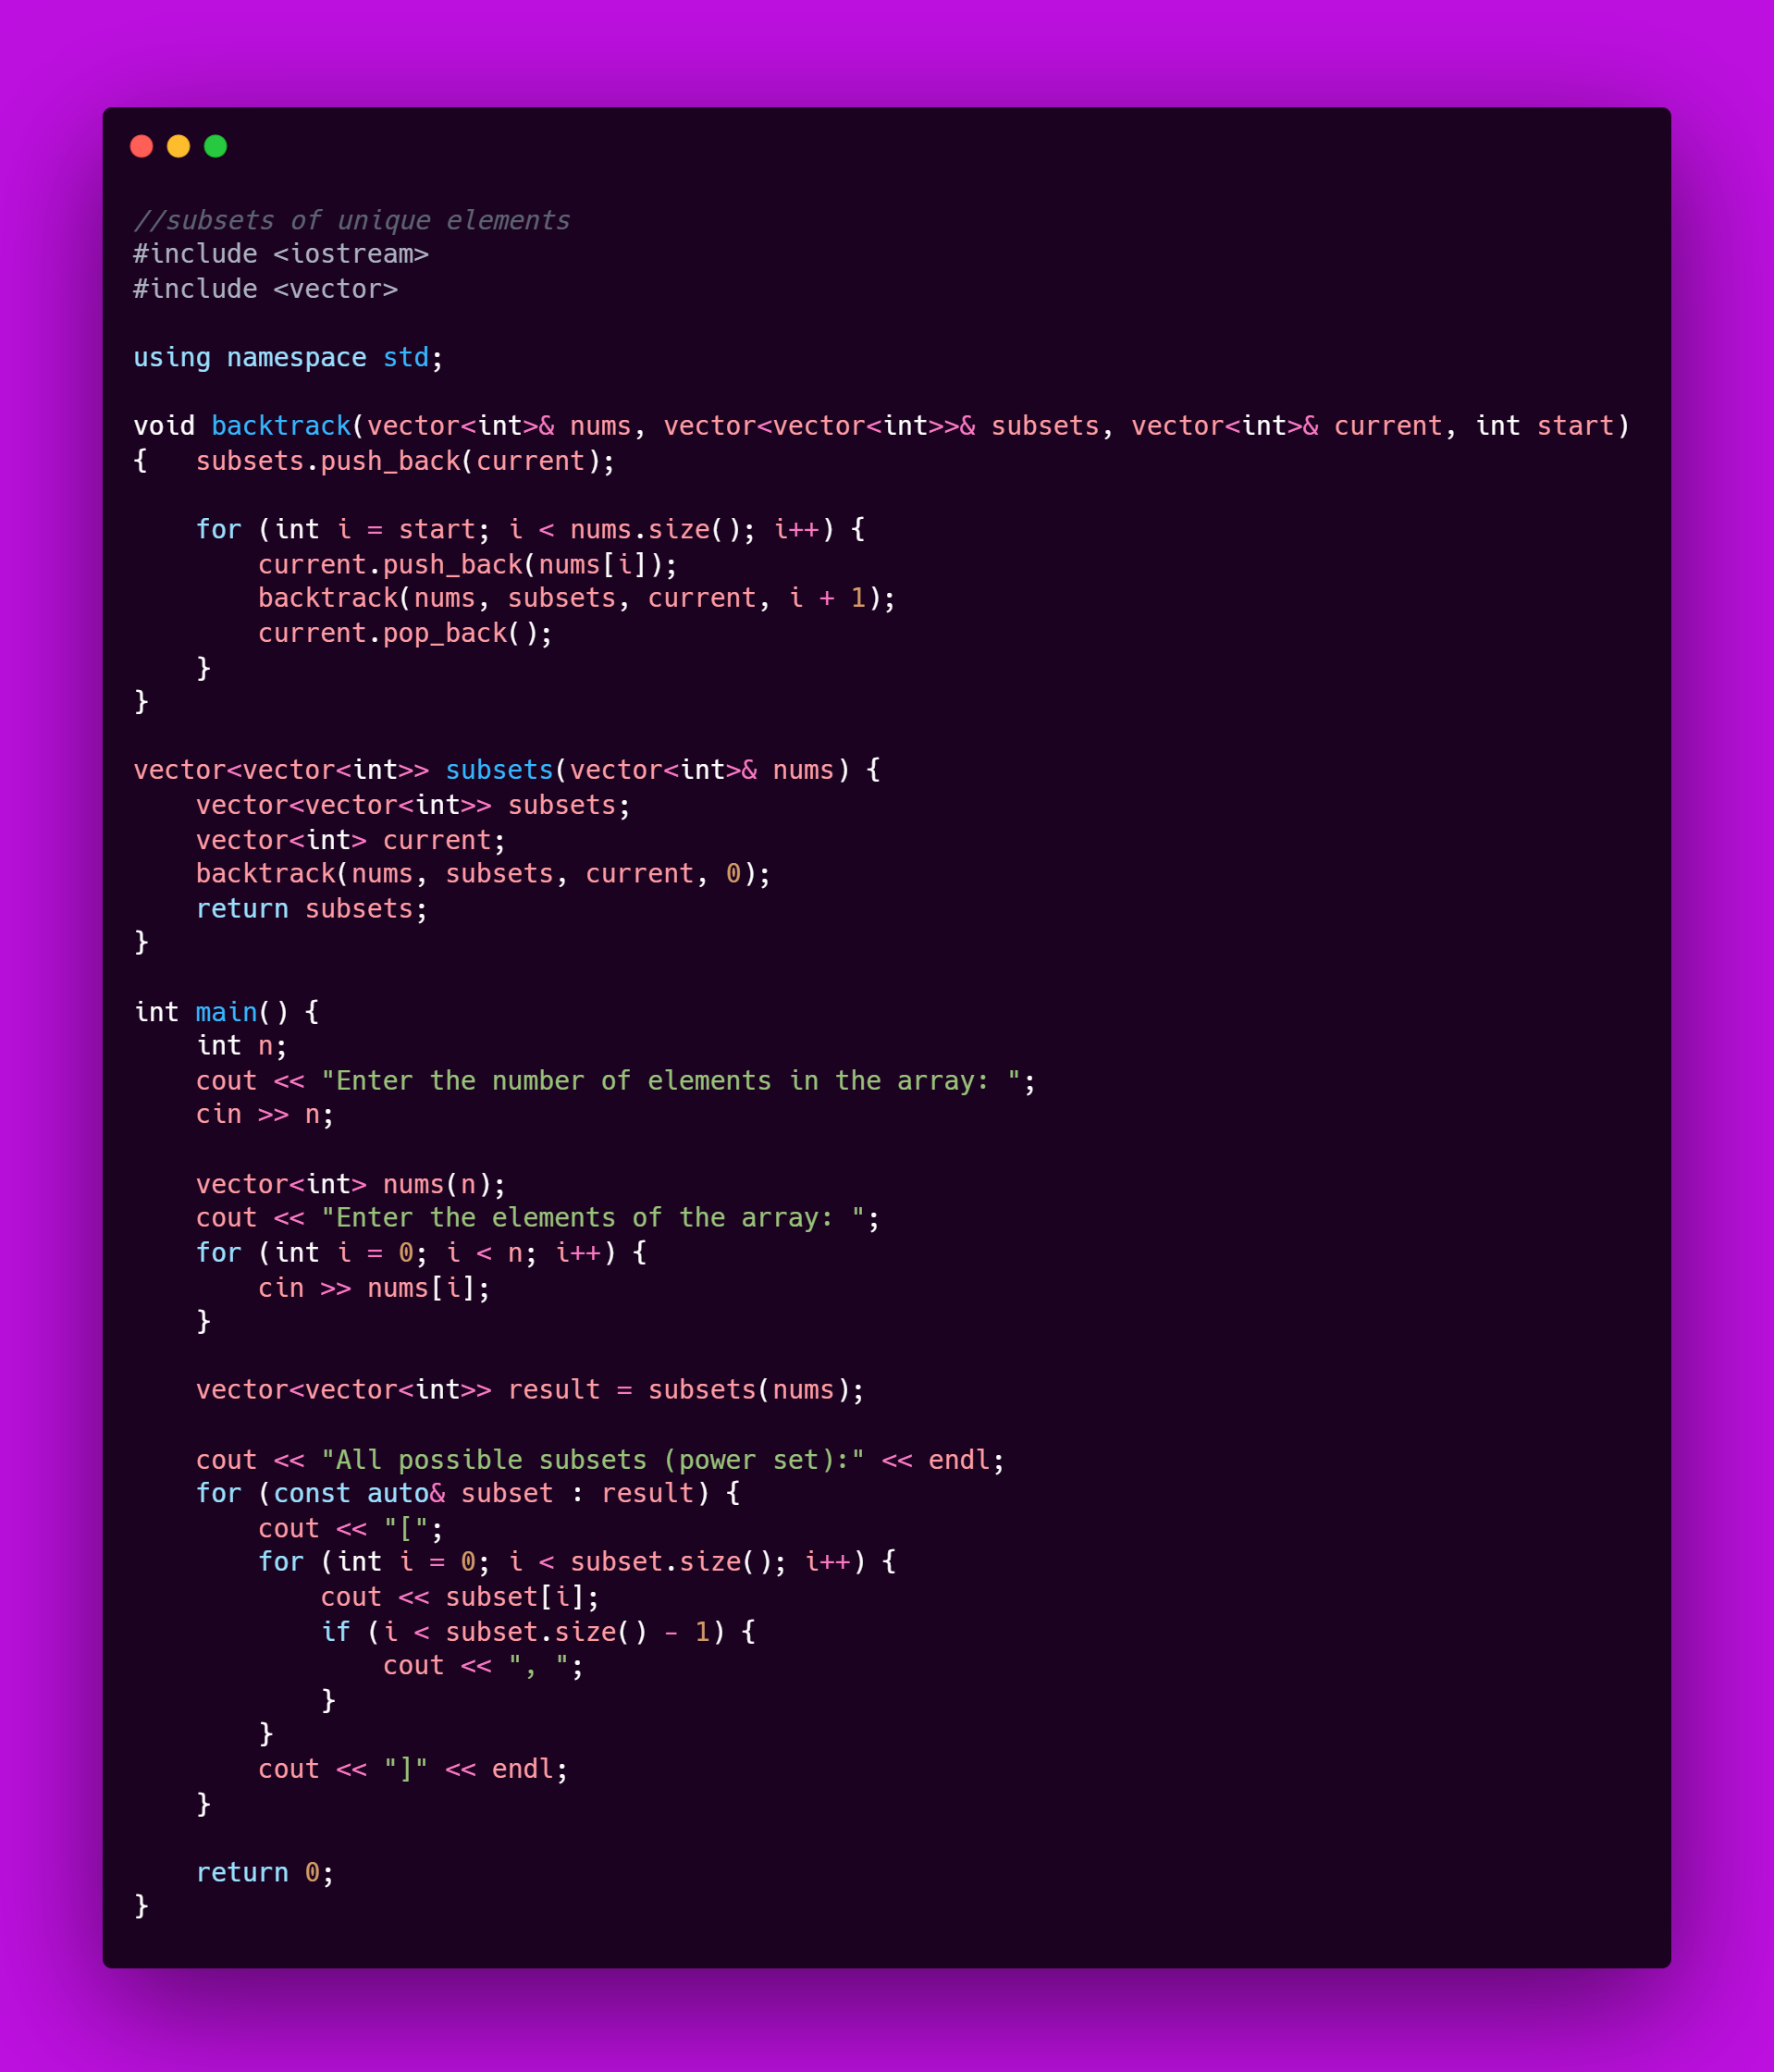 //subsets of unique elements
#include <iostream>
#include <vector>

using namespace std;

void backtrack(vector<int>& nums, vector<vector<int>>& subsets, vector<int>& current, int start)
{   subsets.push_back(current);

    for (int i = start; i < nums.size(); i++) {
        current.push_back(nums[i]);
        backtrack(nums, subsets, current, i + 1);
        current.pop_back();
    }
}

vector<vector<int>> subsets(vector<int>& nums) {
    vector<vector<int>> subsets;
    vector<int> current;
    backtrack(nums, subsets, current, 0);
    return subsets;
}

int main() {
    int n;
    cout << "Enter the number of elements in the array: ";
    cin >> n;

    vector<int> nums(n);
    cout << "Enter the elements of the array: ";
    for (int i = 0; i < n; i++) {
        cin >> nums[i];
    }

    vector<vector<int>> result = subsets(nums);

    cout << "All possible subsets (power set):" << endl;
    for (const auto& subset : result) {
        cout << "[";
        for (int i = 0; i < subset.size(); i++) {
            cout << subset[i];
            if (i < subset.size() - 1) {
                cout << ", ";
            }
        }
        cout << "]" << endl;
    }

    return 0;
}